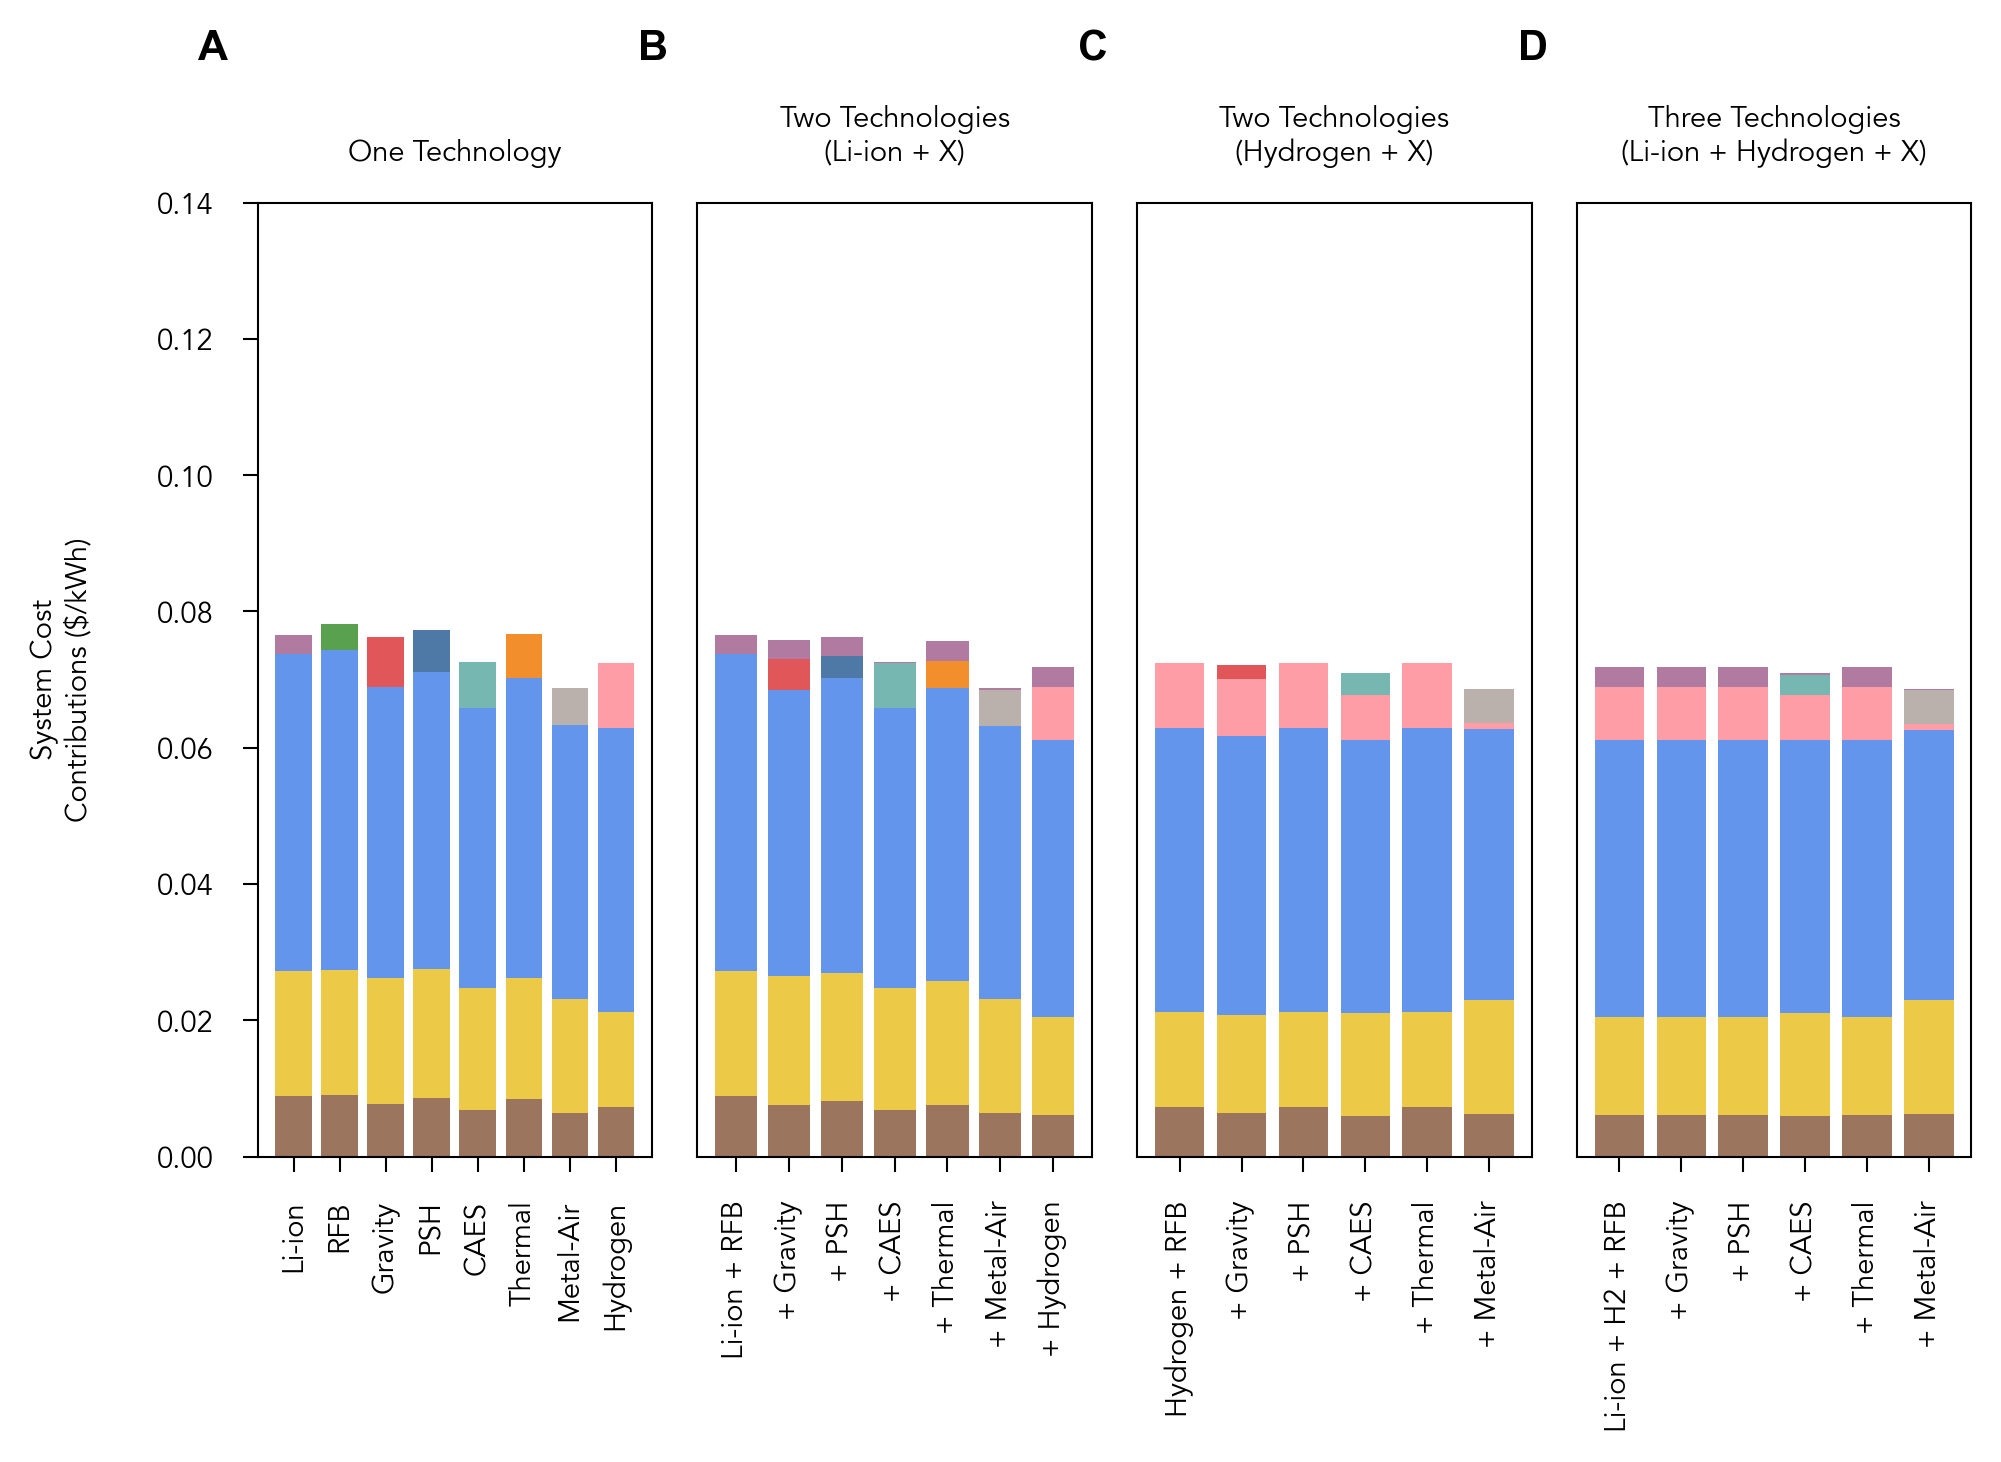 A
B
C
D
One Technology
Two Technologies
(Li-ion + X)
Two Technologies
(Hydrogen + X)
Three Technologies
(Li-ion + Hydrogen + X)
System Cost
Contributions ($/kWh)
0.14
0.12
0.10
0.08
0.06
0.04
0.02
0.00
Li-ion
RFB
Gravity
PSH
CAES
Thermal
Metal-Air
Hydrogen
Li-ion + RFB
+ Gravity
+ PSH
+ CAES
+ Thermal
+ Metal-Air
+ Hydrogen
Hydrogen + RFB
+ Gravity
+ PSH
+ CAES
+ Thermal
+ Metal-Air
Li-ion + H2 + RFB
+ Gravity
+ PSH
+ CAES
+ Thermal
+ Metal-Air